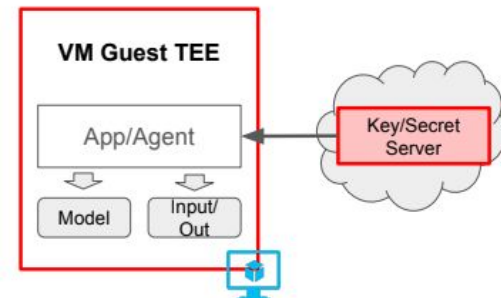 VM Guest TEE
App/Agent
Key/Secret
Server
Model
Input/
Out